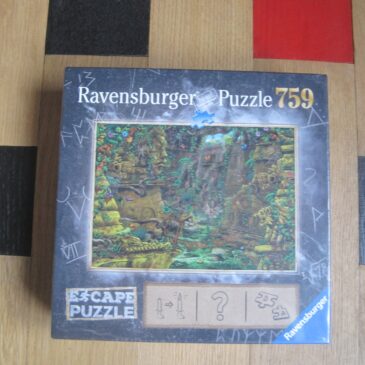 Ravensburger Puzzle 759
ESCAPE
PUZZLE
?
Ravensburger